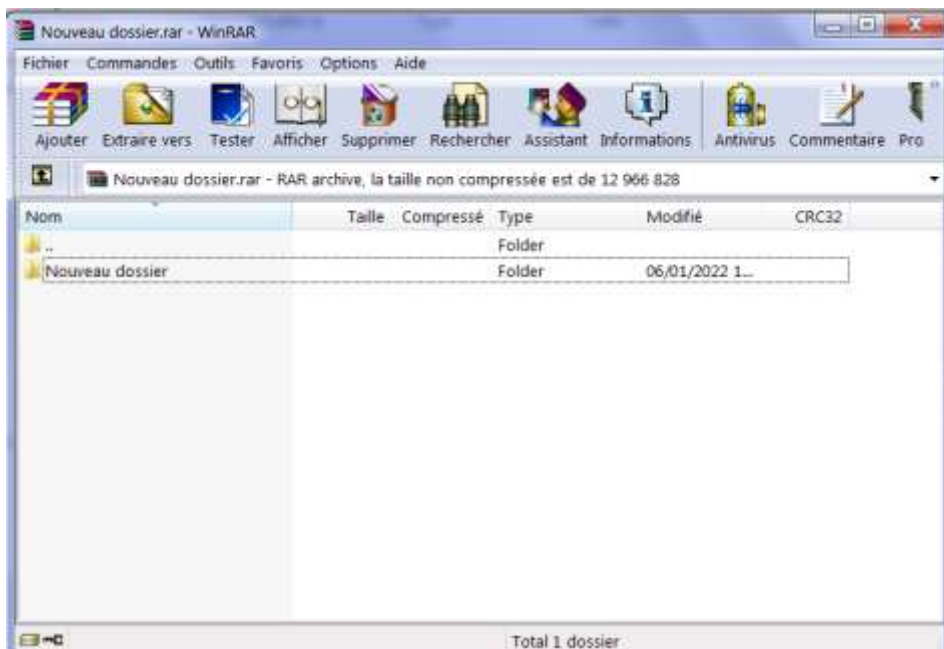 Nouveau dossier.rar - WinRAR
Fichier Commandes Outils Favoris Options Aide
Ajouter Extraire vers Tester Afficher Supprimer Rechercher Assistant Informations Antivirus Commentaire Pro
Nouveau dossier.rar - RAR archive, la taille non compressée est de 12 966 828
Nom Taille Compressé Type Modifié CRC32
.. Folder
Nouveau dossier Folder 06/01/2022 1...
Total 1 dossier